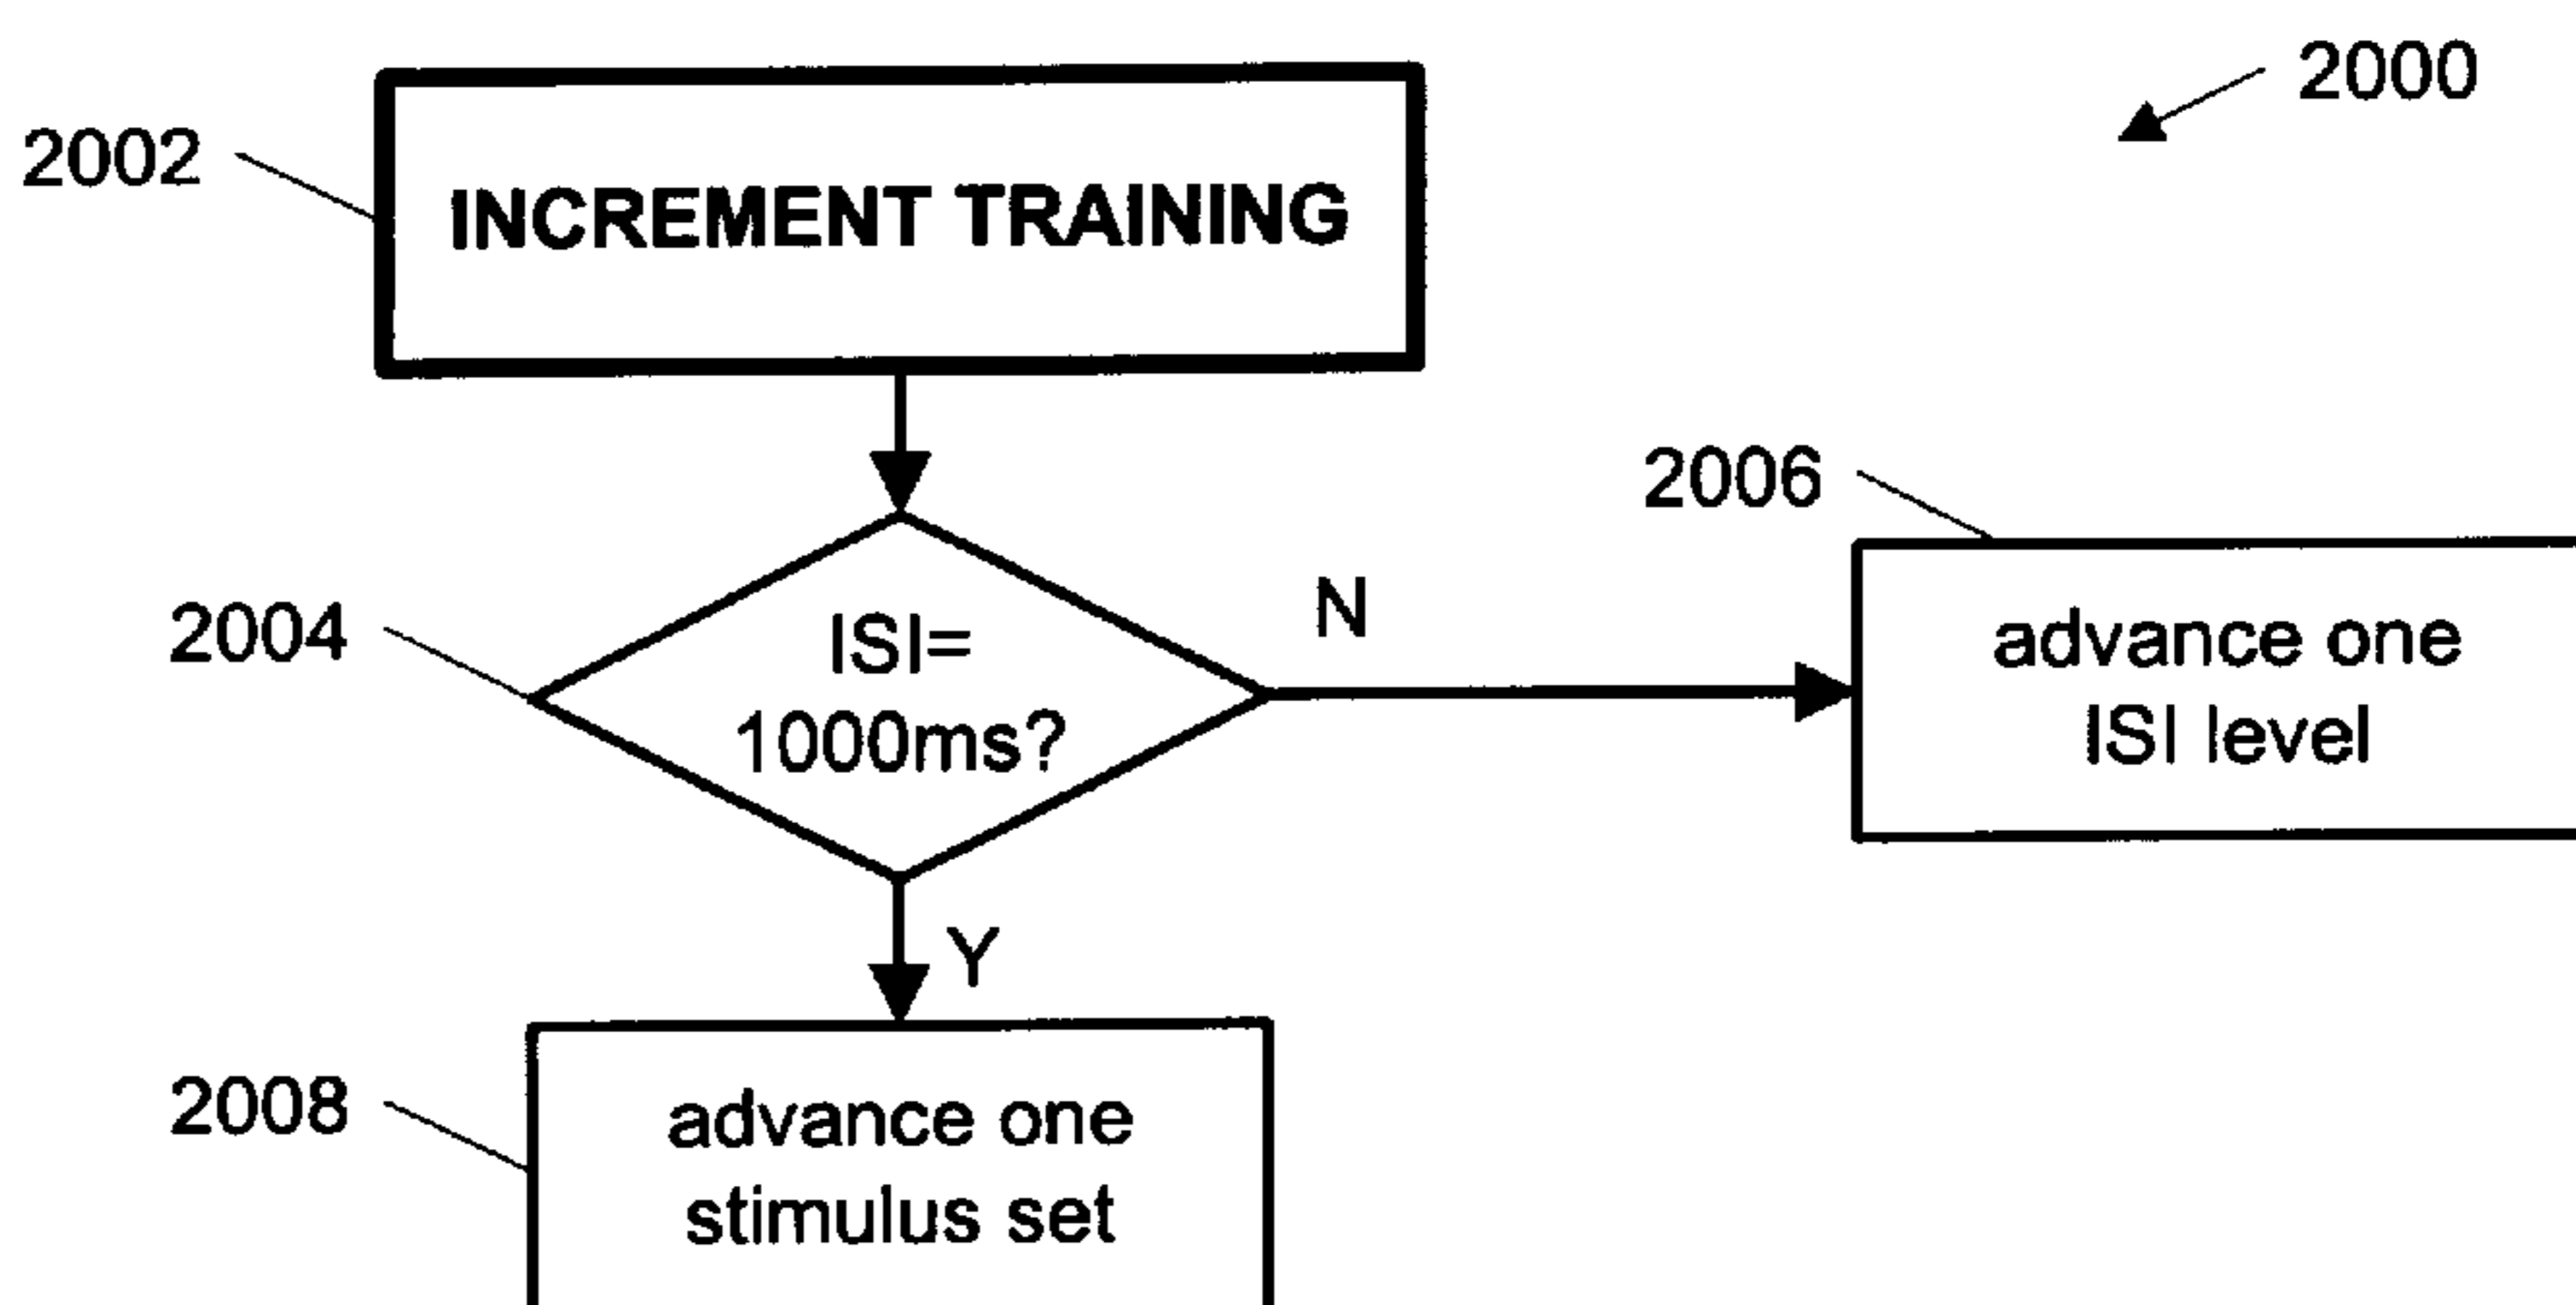 2000
2002
INCREMENT TRAINING
2006
2004
ISI=
1000ms?
N
advance one
ISI level
Y
2008
advance one
stimulus set